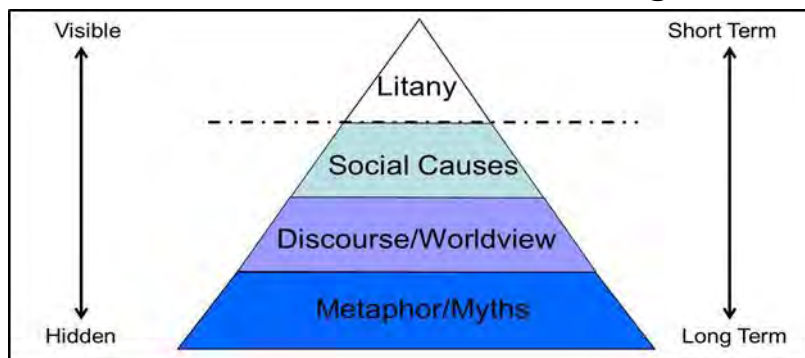 Visible
Short Term
Litany
Social Causes
Discourse/Worldview
Metaphor/Myths
Hidden
Long Term